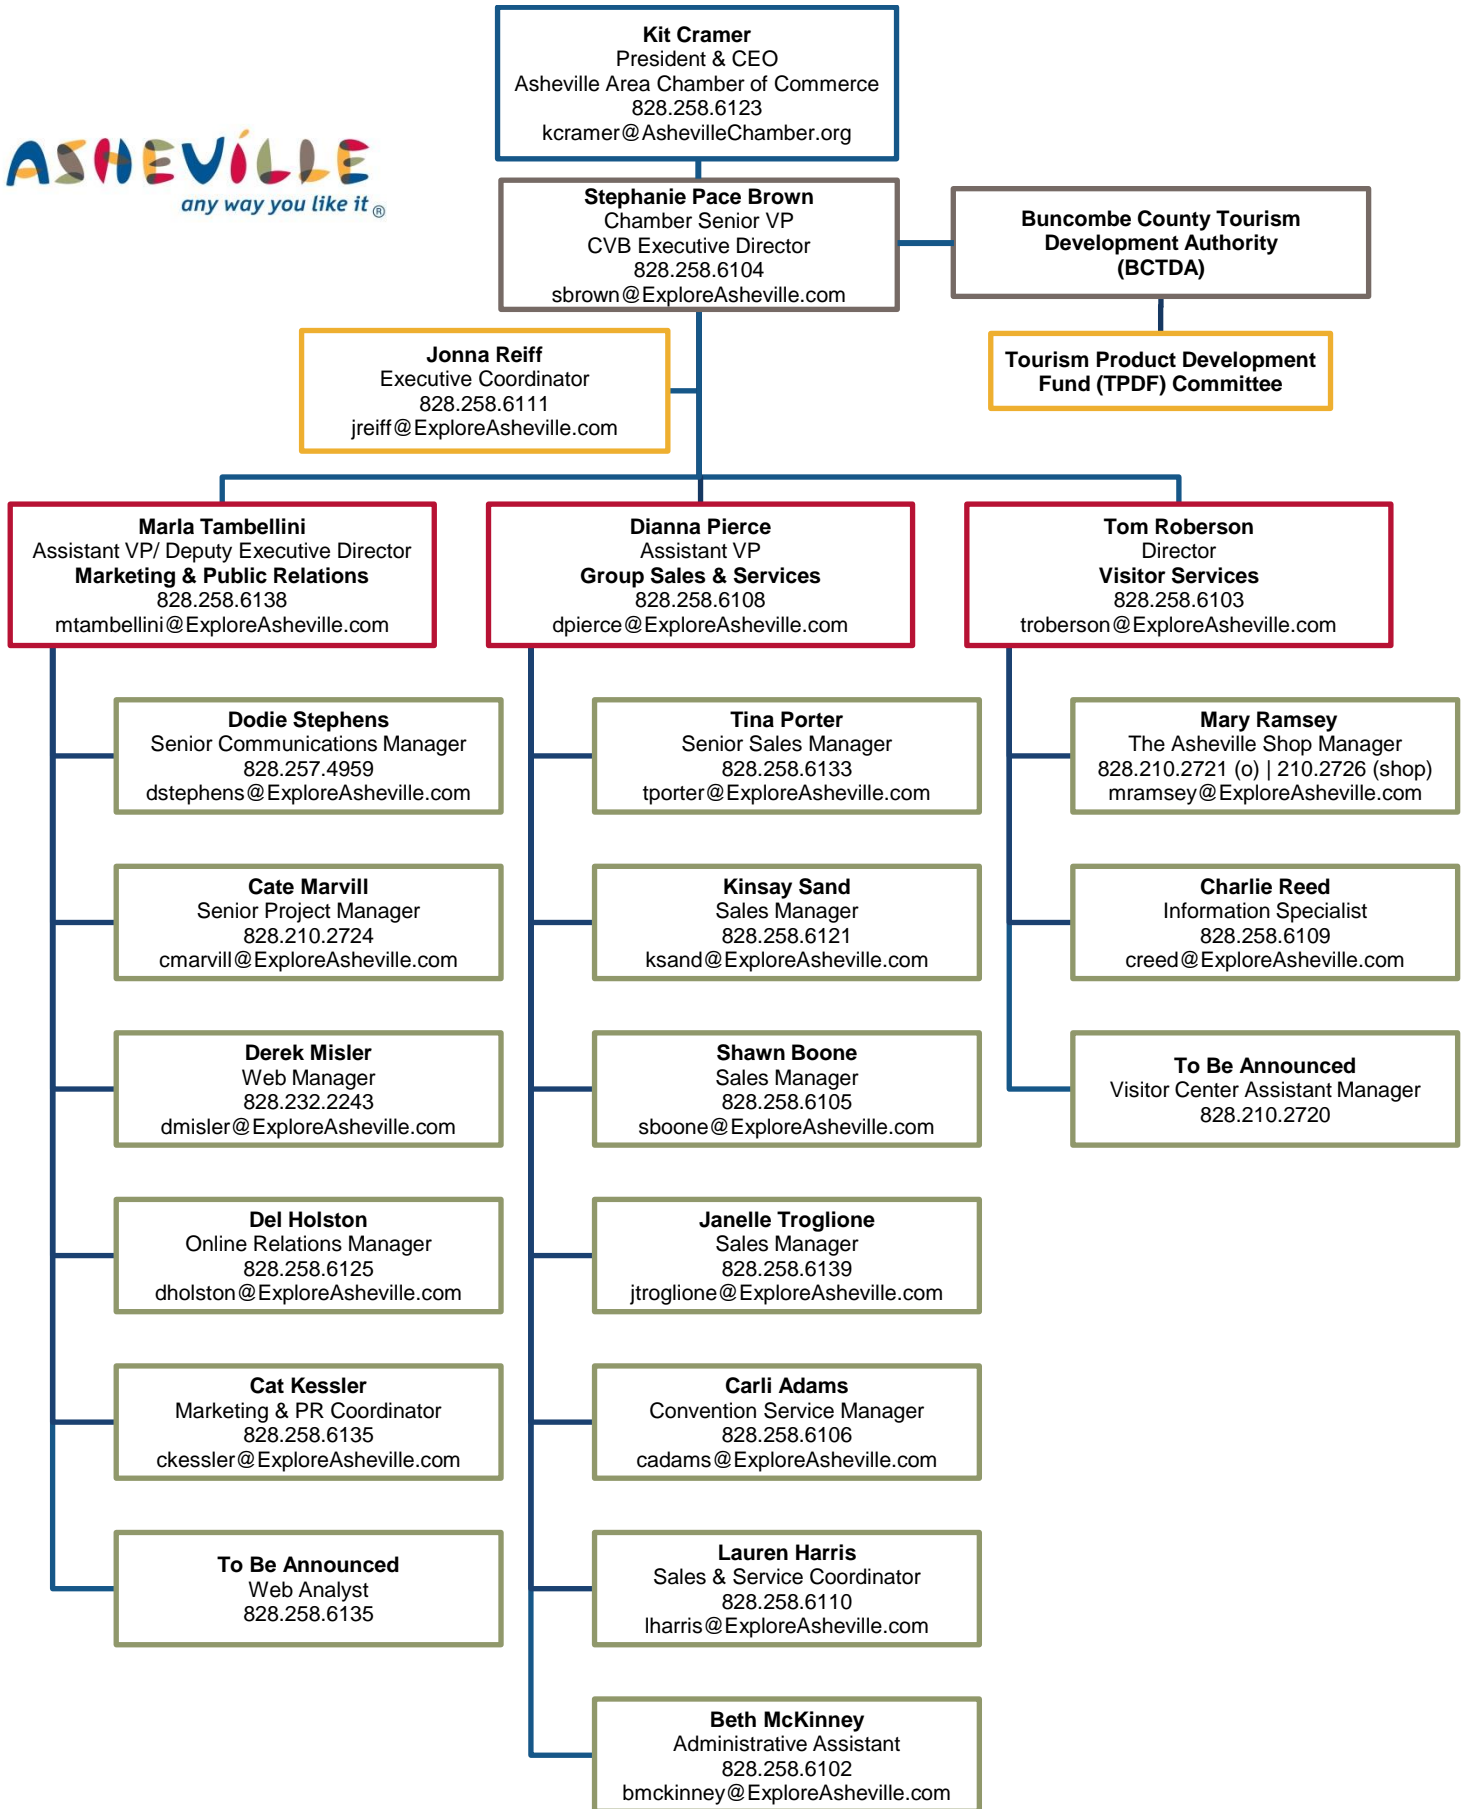 Kit Cramer
President & CEO
Asheville Area Chamber of Commerce
828.258.6123
kcramer@AshevilleChamber.org
ASHEVILLE
any way you like it ®
Stephanie Pace Brown
Chamber Senior VP
CVB Executive Director
828.258.6104
sbrown@ExploreAsheville.com
Buncombe County Tourism
Development Authority
(BCTDA)
Tourism Product Development
Fund (TPDF) Committee
Jonna Reiff
Executive Coordinator
828.258.6111
jreiff@ExploreAsheville.com
Marla Tambellini
Assistant VP/ Deputy Executive Director
Marketing & Public Relations
828.258.6138
mtambellini@ExploreAsheville.com
Dianna Pierce
Assistant VP
Group Sales & Services
828.258.6108
dpierce@ExploreAsheville.com
Tom Roberson
Director
Visitor Services
828.258.6103
troberson@ExploreAsheville.com
Dodie Stephens
Senior Communications Manager
828.257.4959
dstephens@ExploreAsheville.com
Cate Marvill
Senior Project Manager
828.210.2724
cmarvill@ExploreAsheville.com
Derek Misler
Web Manager
828.232.2243
dmisler@ExploreAsheville.com
Del Holston
Online Relations Manager
828.258.6125
dholston@ExploreAsheville.com
Cat Kessler
Marketing & PR Coordinator
828.258.6135
ckessler@ExploreAsheville.com
To Be Announced
Web Analyst
828.258.6135
Tina Porter
Senior Sales Manager
828.258.6133
tporter@ExploreAsheville.com
Kinsay Sand
Sales Manager
828.258.6121
ksand@ExploreAsheville.com
Shawn Boone
Sales Manager
828.258.6105
sboone@ExploreAsheville.com
Janelle Troglione
Sales Manager
828.258.6139
jtroglione@ExploreAsheville.com
Carli Adams
Convention Service Manager
828.258.6106
cadams@ExploreAsheville.com
Lauren Harris
Sales & Service Coordinator
828.258.6110
lharris@ExploreAsheville.com
Beth McKinney
Administrative Assistant
828.258.6102
bmckinney@ExploreAsheville.com
Mary Ramsey
The Asheville Shop Manager
828.210.2721 (o) | 210.2726 (shop)
mramsey@ExploreAsheville.com
Charlie Reed
Information Specialist
828.258.6109
creed@ExploreAsheville.com
To Be Announced
Visitor Center Assistant Manager
828.210.2720